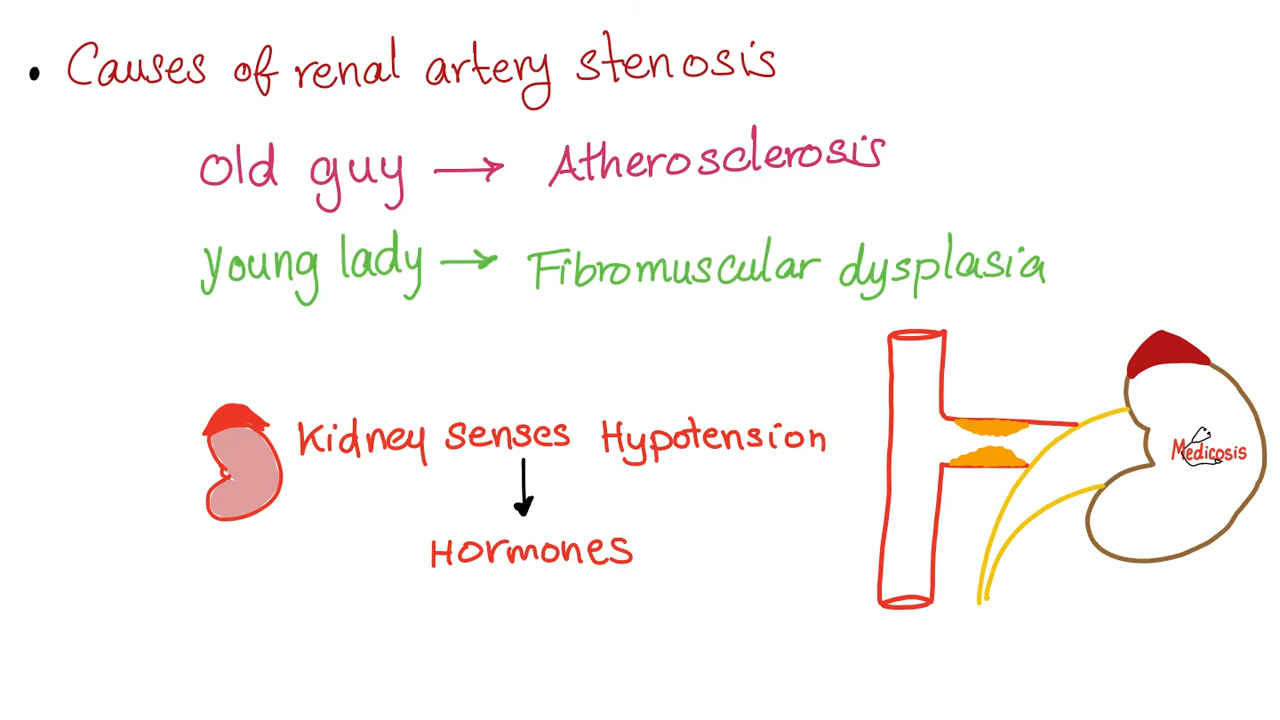 • Causes of renal artery stenosis
Old guy → Atherosclerosis
young lady → Fibromuscular dysplasia
Kidney senses Hypotension
Hormones
Medicosis